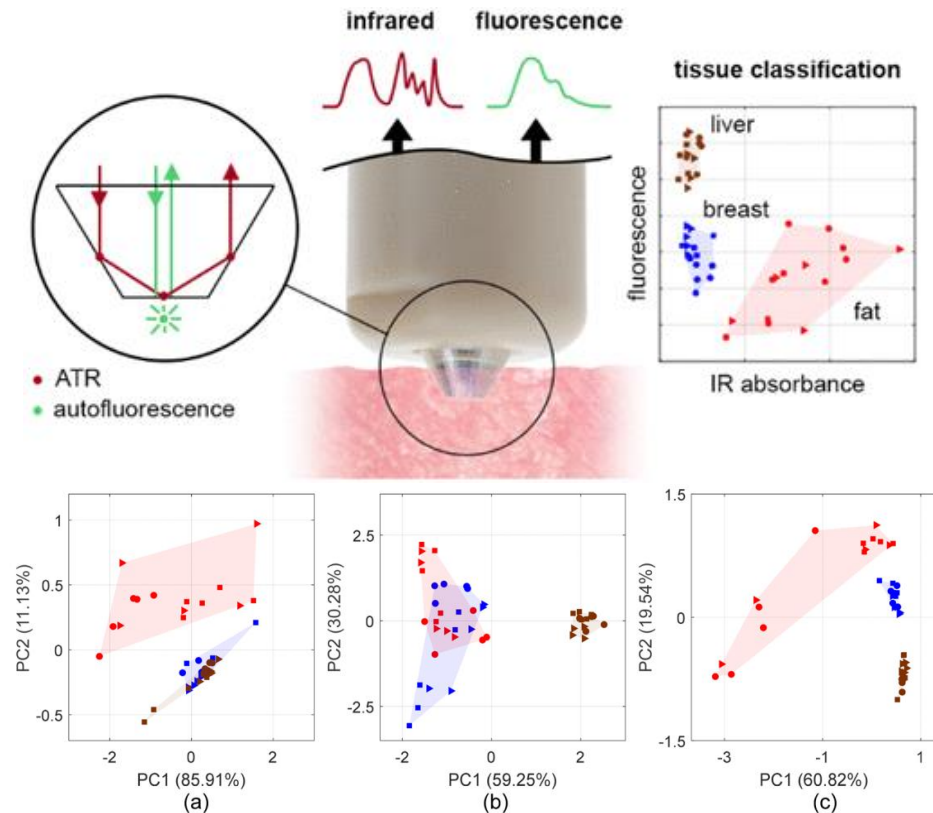 infrared
fluorescence
tissue classification
liver
breast
fat
fluorescence
IR absorbance
ATR
autofluorescence
1
0.5
0
-0.5
-2
0
2
PC2 (11.13%)
PC1 (85.91%)
(a)
2.5
0
-2.5
-2
0
2
PC2 (30.28%)
PC1 (59.25%)
(b)
1.5
0
-1.5
-3
-1
1
PC2 (19.54%)
PC1 (60.82%)
(c)